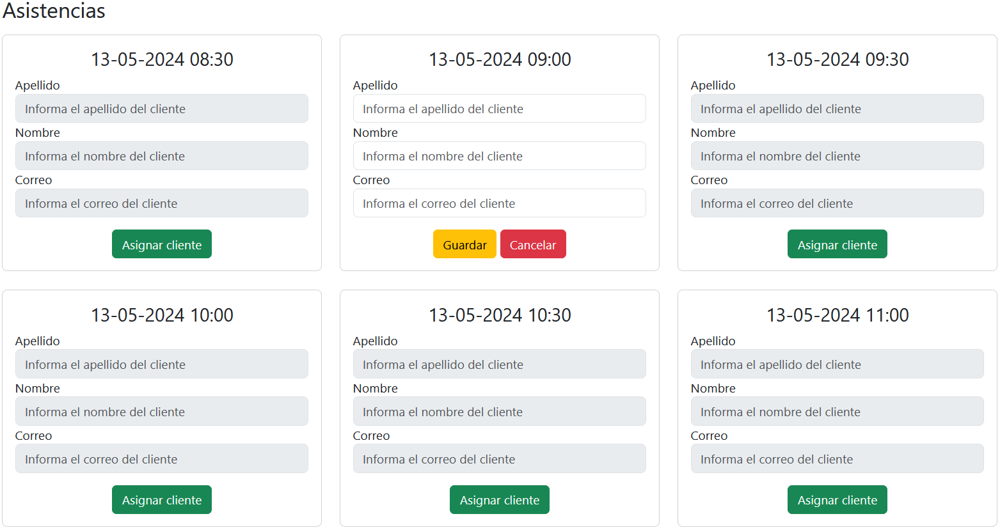 Asistencias
13-05-2024 08:30
Apellido
Informa el apellido del cliente
Nombre
Informa el nombre del cliente
Correo
Informa el correo del cliente
Asignar cliente
13-05-2024 09:00
Apellido
Informa el apellido del cliente
Nombre
Informa el nombre del cliente
Correo
Informa el correo del cliente
Guardar Cancelar
13-05-2024 09:30
Apellido
Informa el apellido del cliente
Nombre
Informa el nombre del cliente
Correo
Informa el correo del cliente
Asignar cliente
13-05-2024 10:00
Apellido
Informa el apellido del cliente
Nombre
Informa el nombre del cliente
Correo
Informa el correo del cliente
Asignar cliente
13-05-2024 10:30
Apellido
Informa el apellido del cliente
Nombre
Informa el nombre del cliente
Correo
Informa el correo del cliente
Asignar cliente
13-05-2024 11:00
Apellido
Informa el apellido del cliente
Nombre
Informa el nombre del cliente
Correo
Informa el correo del cliente
Asignar cliente